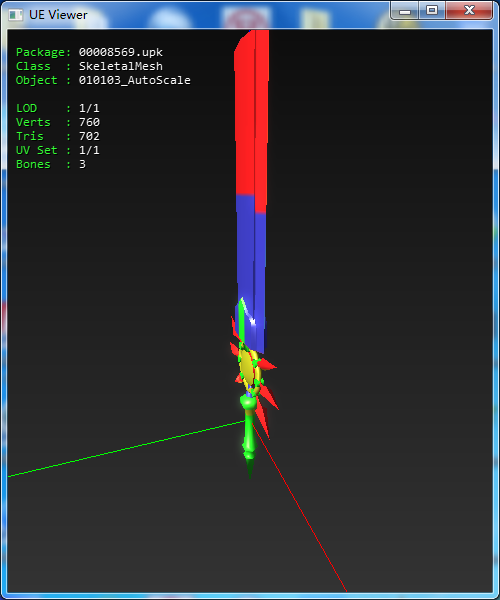 UE Viewer
Package: 00008569.upk
Class  : SkeletalMesh
Object : 010103_AutoScale
LOD    : 1/1
Verts  : 760
Tris   : 702
UV Set : 1/1
Bones  : 3